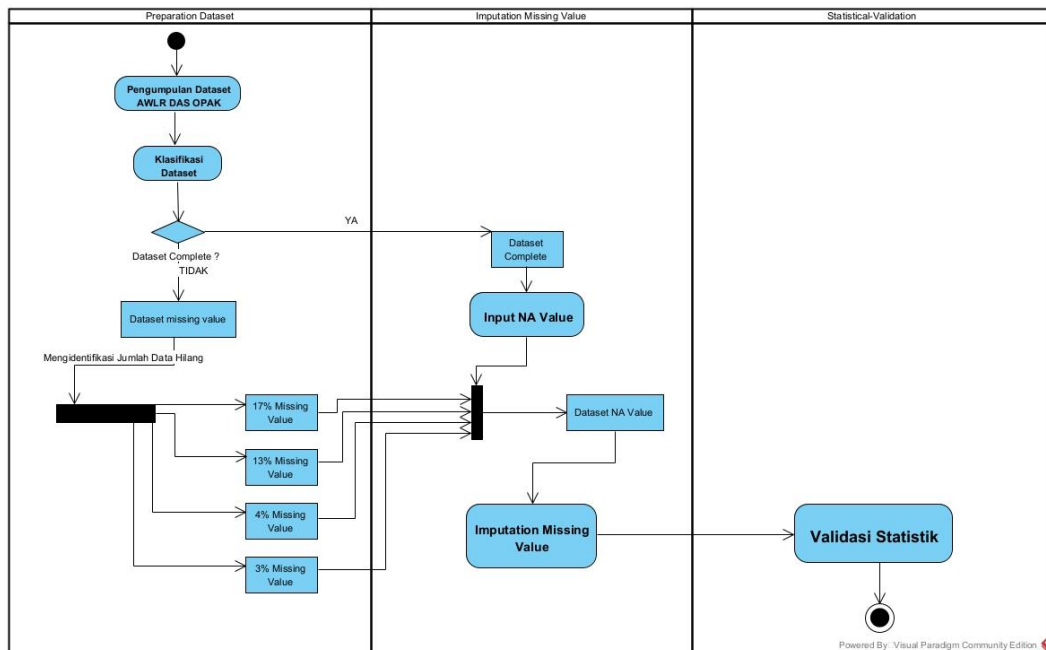 Preparation Dataset
Imputation Missing Value
Statistical-Validation
Pengumpulan Dataset
AWLR DAS OPAK
Klasifikasi
Dataset
YA
Dataset Complete ?
TIDAK
Dataset
Complete
Dataset missing value
Input NA Value
Mengidentifikasi Jumlah Data Hilang
17% Missing
Value
Dataset NA Value
13% Missing
Value
4% Missing
Value
Imputation Missing
Value
Validasi Statistik
3% Missing
Value
Powered By Visual Paradigm Community Edition